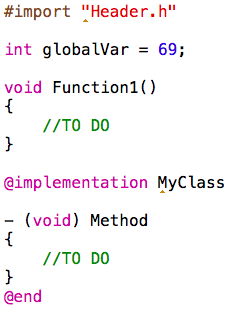 #import "Header.h"
int globalVar = 69;
void Function1()
{
//TO DO
}
@implementation MyClass
- (void) Method
{
//TO DO
}
@end